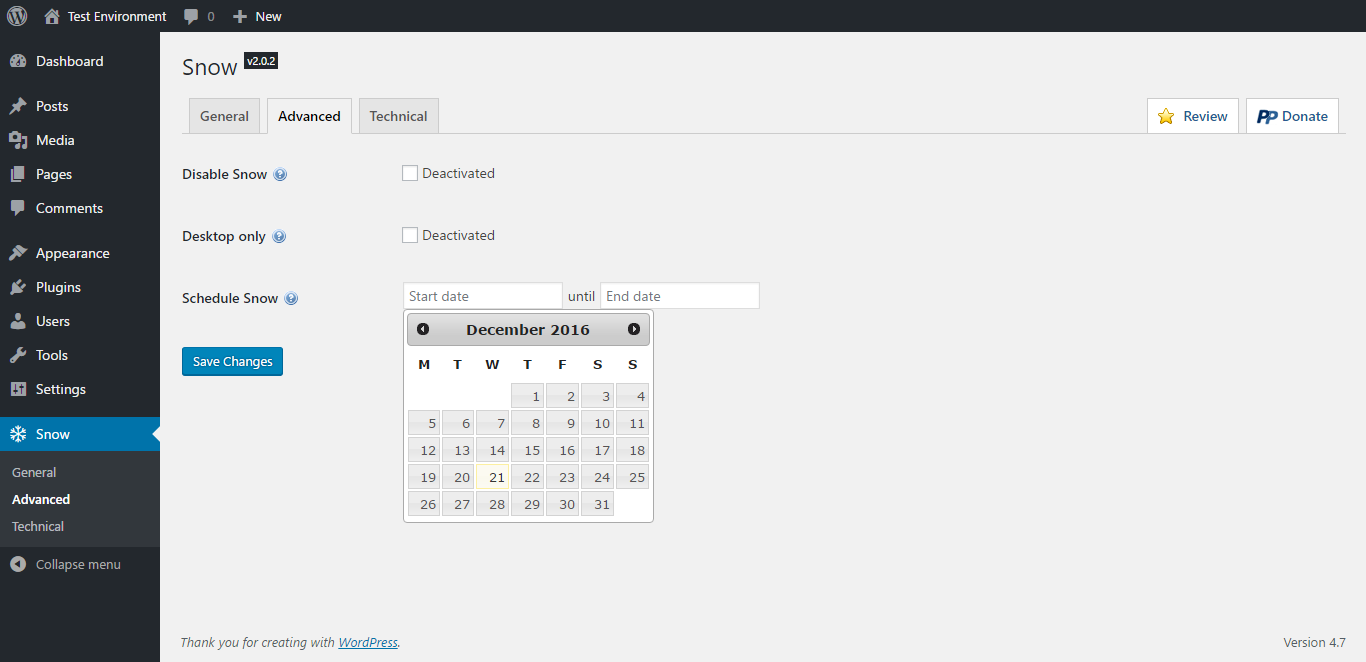 Test Environment 0 New
Dashboard
Posts
Media
Pages
Comments
Appearance
Plugins
Users
Tools
Settings
Snow
General
Advanced
Technical
Collapse menu
Snow v2.0.2
General Advanced Technical Review Donate
Disable Snow ? Deactivated
Desktop only ? Deactivated
Schedule Snow ? Start date until End date
December 2016
M T W T F S S
1 2 3 4
5 6 7 8 9 10 11
12 13 14 15 16 17 18
19 20 21 22 23 24 25
26 27 28 29 30 31
Save Changes
Thank you for creating with WordPress. Version 4.7